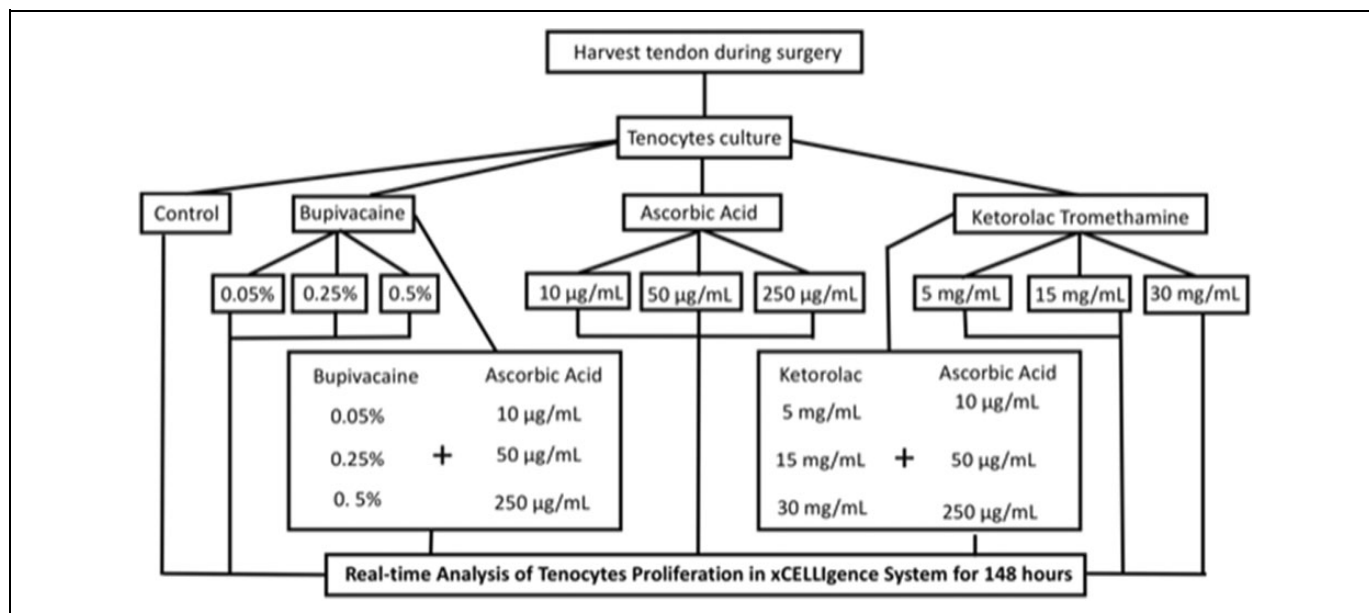 Harvest tendon during surgery
Tenocytes culture
Control
Bupivacaine
Ascorbic Acid
Ketorolac Tromethamine
0.05%
0.25%
0.5%
10 µg/mL
50 µg/mL
250 µg/mL
5 mg/mL
15 mg/mL
30 mg/mL
Bupivacaine Ascorbic Acid
0.05% 10 µg/mL
0.25% + 50 µg/mL
0. 5% 250 µg/mL
Ketorolac Ascorbic Acid
5 mg/mL 10 µg/mL
15 mg/mL + 50 µg/mL
30 mg/mL 250 µg/mL
Real-time Analysis of Tenocytes Proliferation in xCELLIgence System for 148 hours